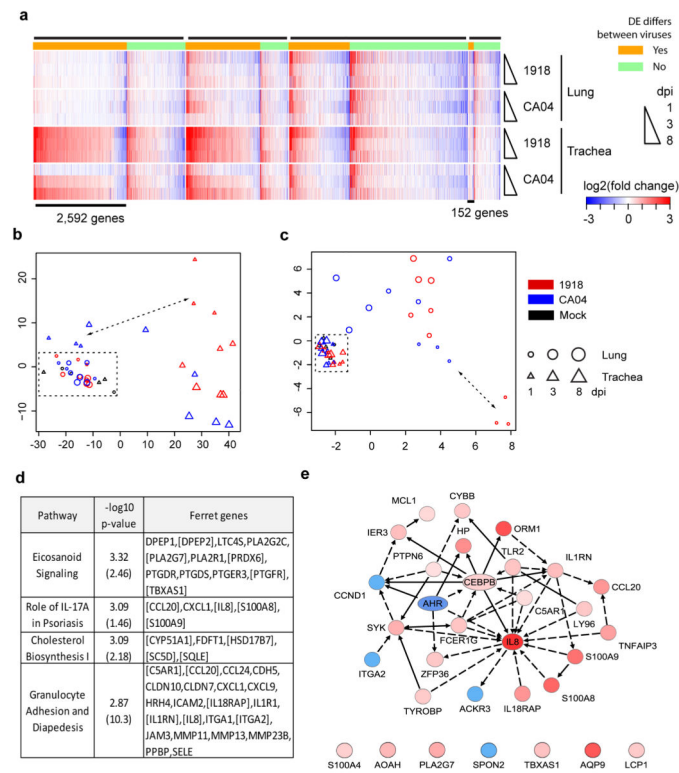 a
DE differs
between viruses
Yes
No
1918
CA04
Lung
1918
CA04
Trachea
dpi
1
3
8
log2(fold change)
-3 0 3
2,592 genes
152 genes
b
20
10
0
-10
-30 -20 -10 0 10 20 30 40
c
6
4
2
0
-2
-4
-6
-2 0 2 4 6 8
1918
CA04
Mock
Lung
Trachea
1 3 8 dpi
d
Pathway -log10 p-value Ferret genes
Eicosanoid Signaling
3.32
(2.46)
DPEP1,[DPEP2],LTC4S,PLA2G2C,
[PLA2G7],PLA2R1,[PRDX6],
PTGDR,PTGDS,PTGER3,[PTGFR],
[TBXAS1]
Role of IL-17A in Psoriasis
3.09
(1.46)
[CCL20],CXCL1,[IL8],[S100A8],
[S100A9]
Cholesterol Biosynthesis I
3.09
(2.18)
[CYP51A1],FDFT1,[HSD17B7],
[SC5D],[SQLE]
Granulocyte Adhesion and Diapedesis
2.87
(10.3)
[C5AR1],[CCL20],CCL24,CDH5,
CLDN10,CLDN7,CXCL1,CXCL9,
HRH4,ICAM2,[IL18RAP],IL1R1,
[IL1RN],[IL8],ITGA1,[ITGA2],
JAM3,MMP11,MMP13,MMP23B,
PPBP,SELE
e
MCL1
CYBB
IER3
HP
ORM1
PTPN6
TLR2
IL1RN
CEBPB
CCND1
AHR
CCL20
C5AR1
LY96
SYK
FCER1G
IL8
TNFAIP3
S100A9
ITGA2
ZFP36
S100A8
TYROBP
ACKR3
IL18RAP
S100A4 AOAH PLA2G7 SPON2 TBXAS1 AQP9 LCP1